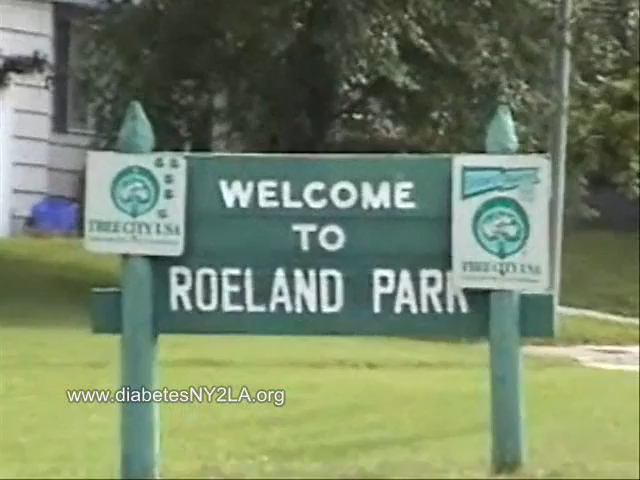 WELCOME
TO
ROELAND PARK
TREE CITY USA
TREE CITY USA
www.diabetesNY2LA.org